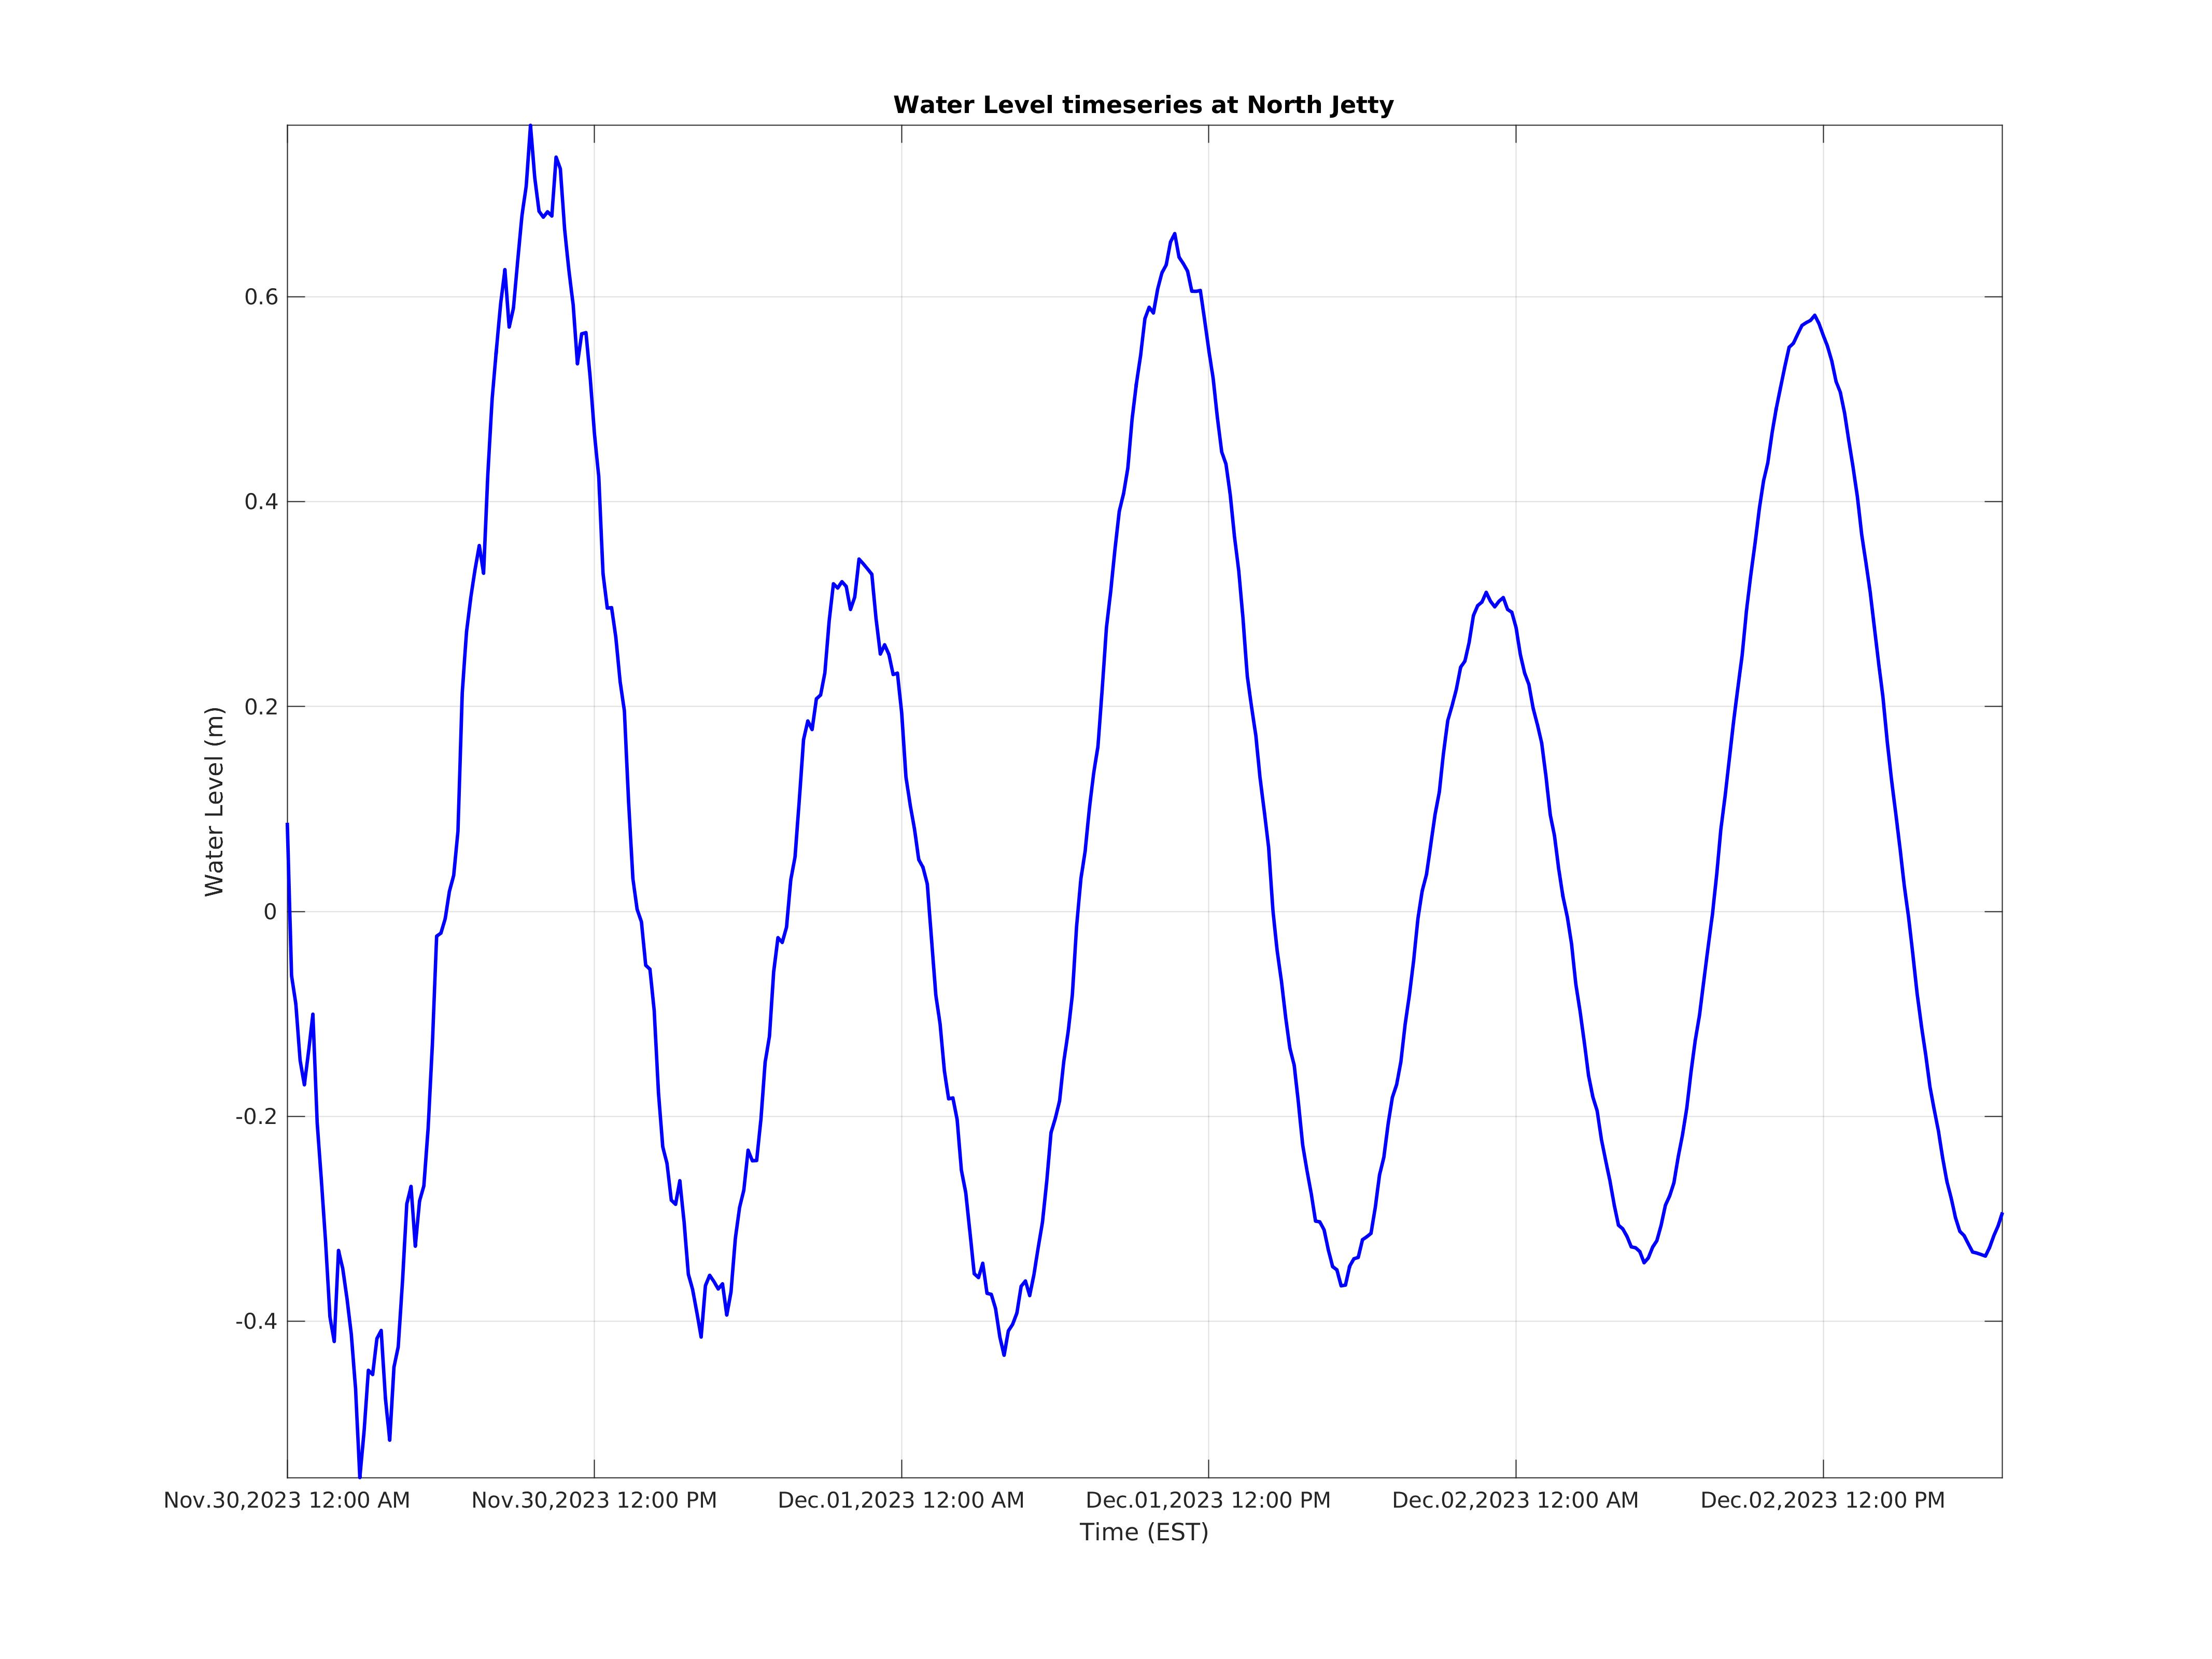 Water Level timeseries at North Jetty
0.6
0.4
0.2
0
-0.2
-0.4
Water Level (m)
Nov.30,2023 12:00 AM
Nov.30,2023 12:00 PM
Dec.01,2023 12:00 AM
Dec.01,2023 12:00 PM
Dec.02,2023 12:00 AM
Dec.02,2023 12:00 PM
Time (EST)